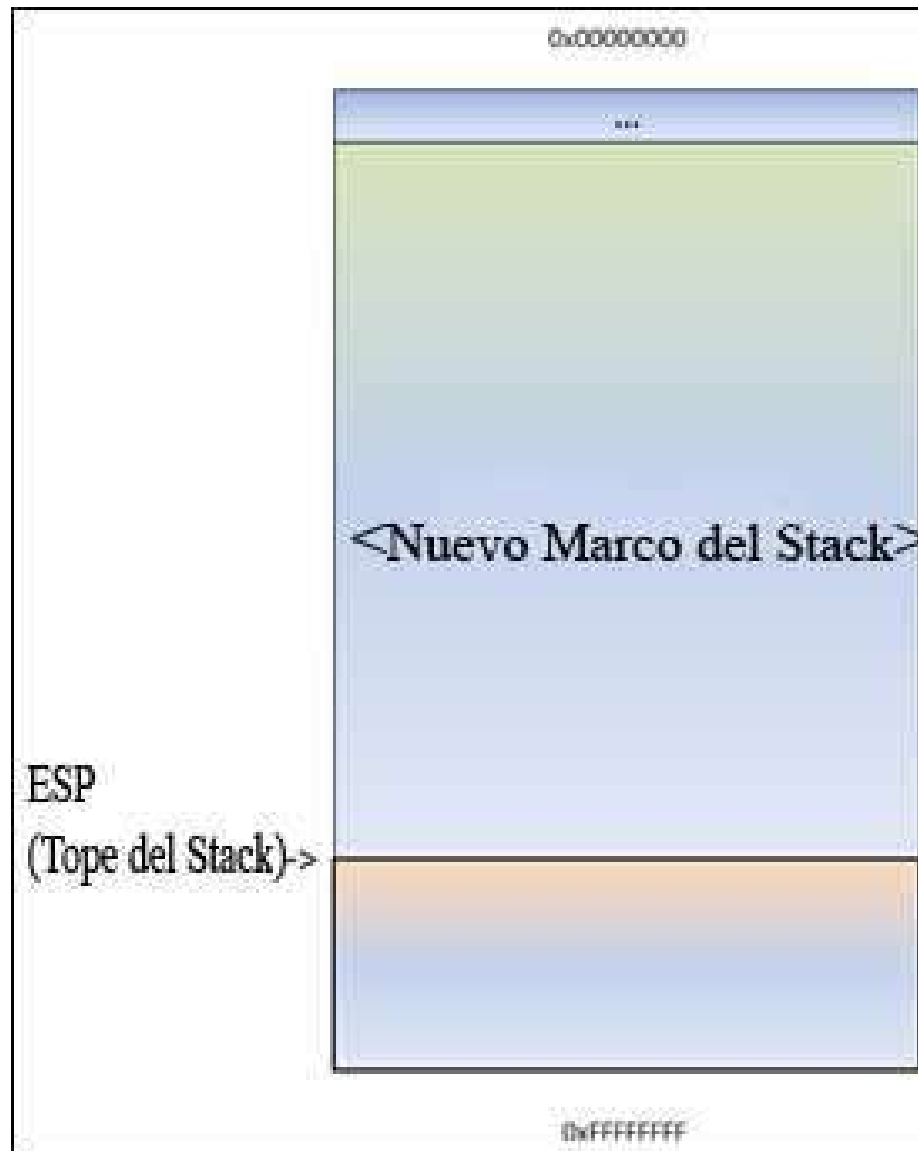 0x00000000
...
<Nuevo Marco del Stack>
ESP
(Tope del Stack)->
0xFFFFFFFF